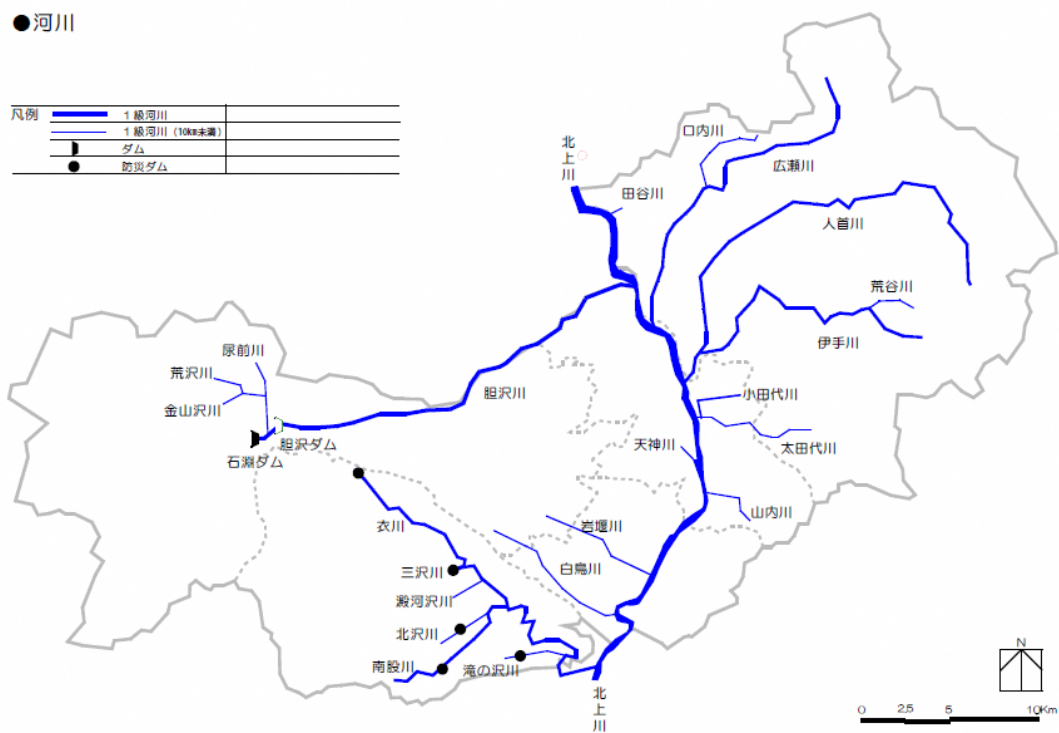 ●河川
凡例
1級河川
1級河川（10km未満）
ダム
防災ダム
北上川
口内川
広瀬川
田谷川
人首川
荒谷川
伊手川
尿前川
荒沢川
金山沢川
胆沢川
胆沢ダム
石淵ダム
小田代川
太田代川
天神川
山内川
岩堰川
白鳥川
衣川
三沢川
澱河沢川
北沢川
南股川
滝の沢川
北上川
N
0 2.5 5 10Km